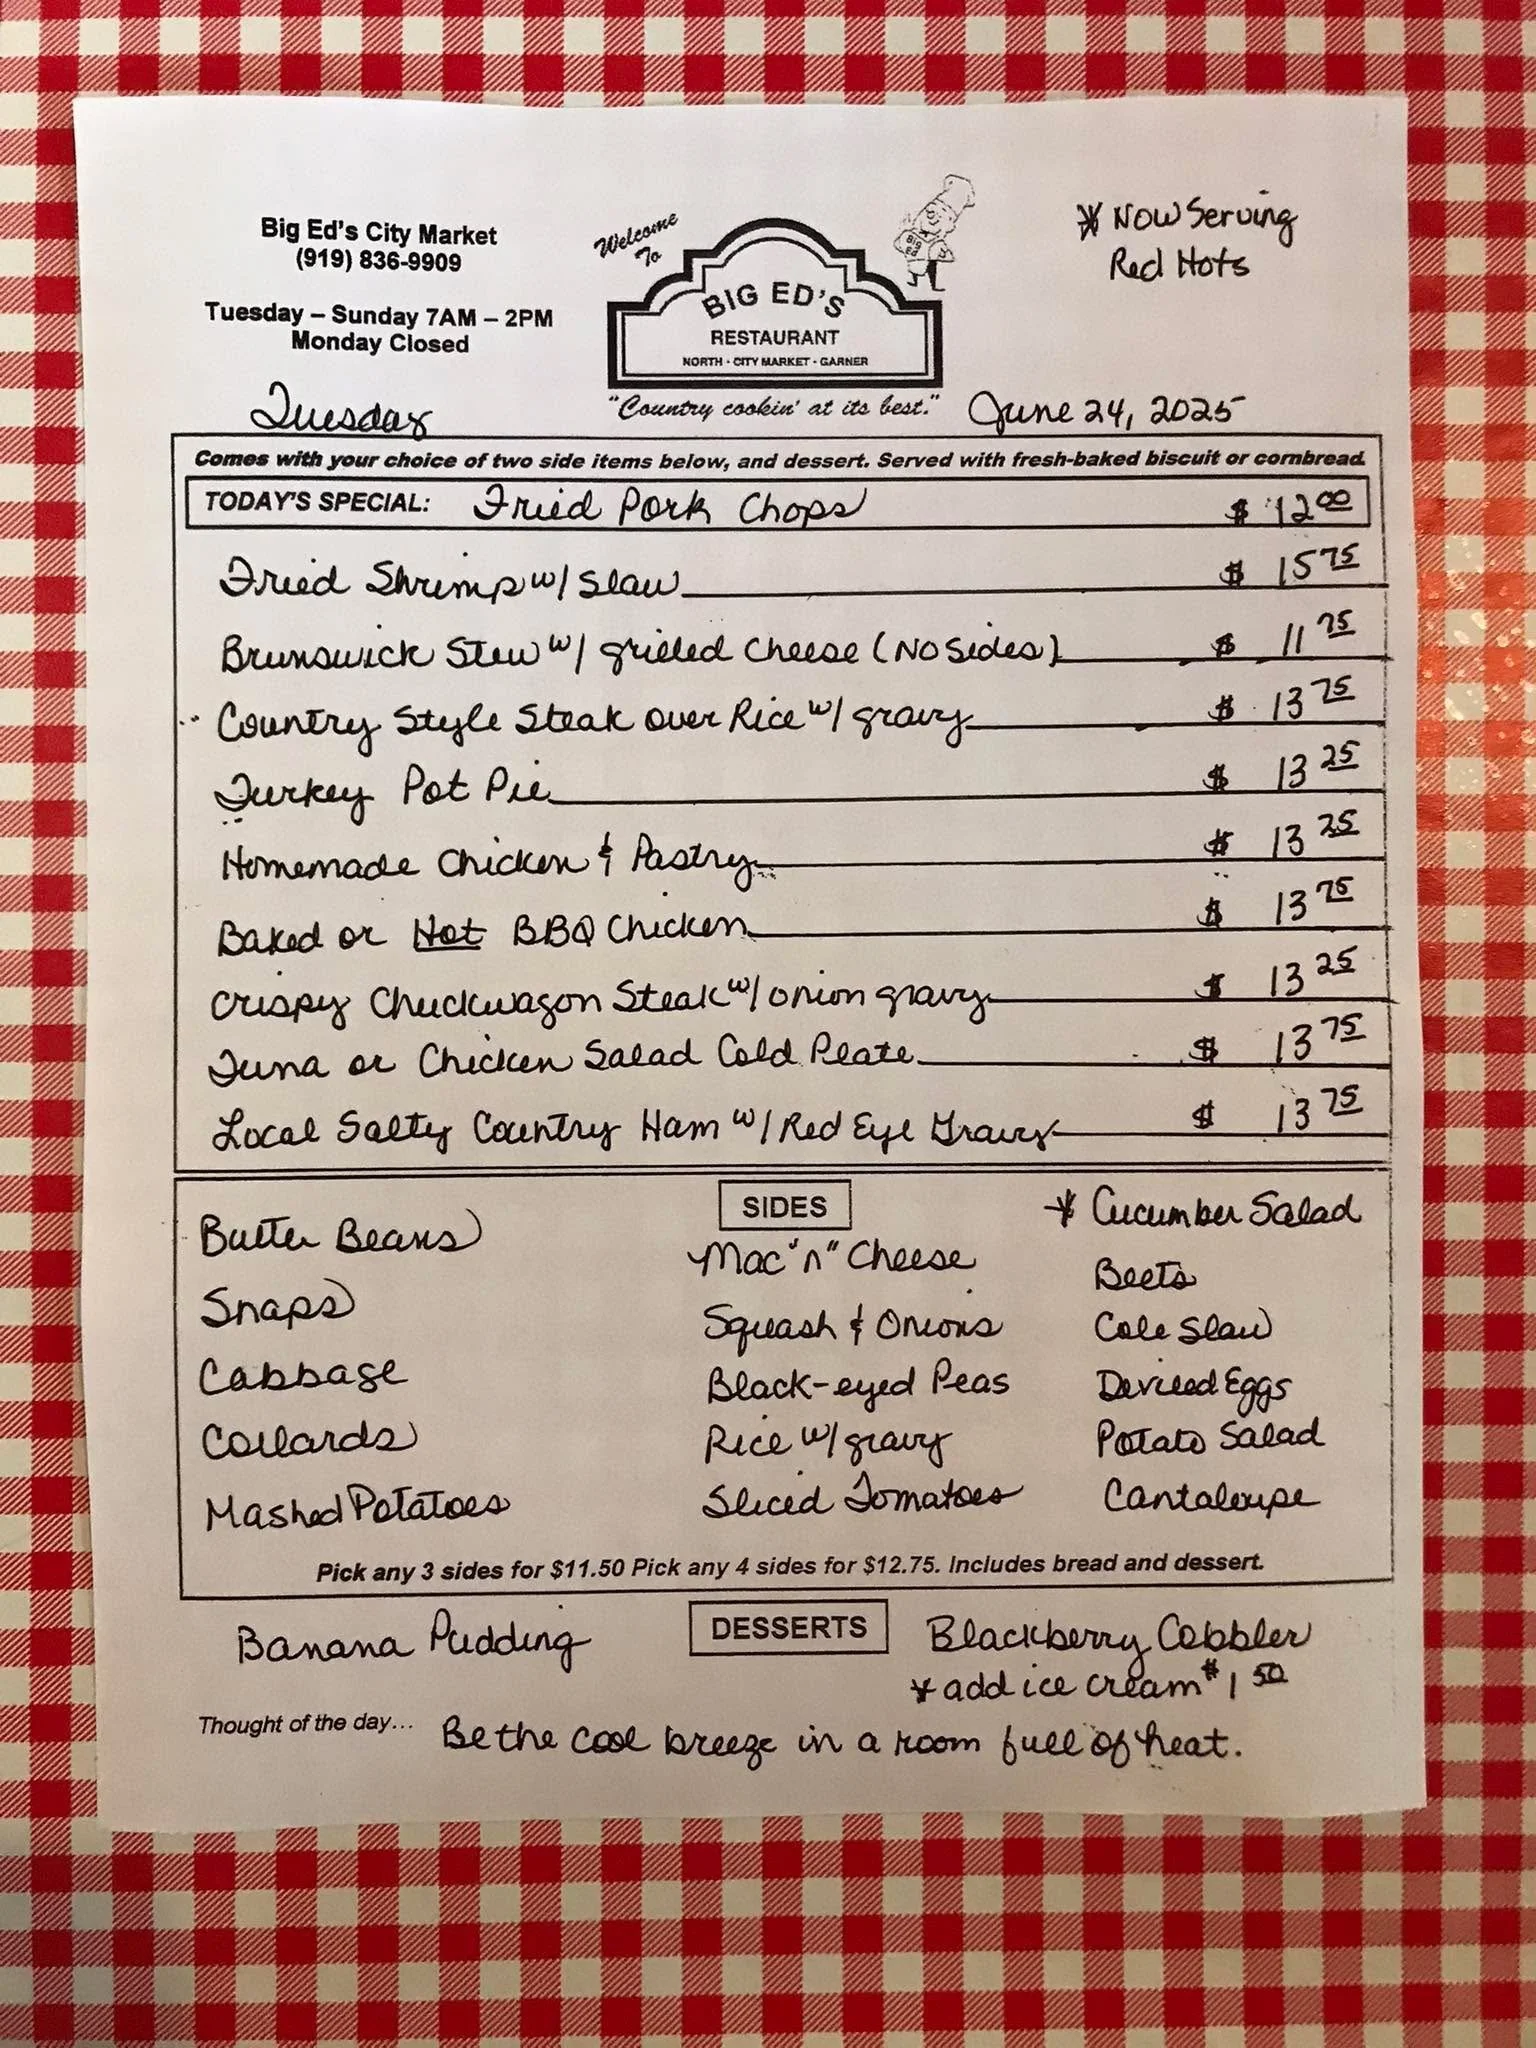 Big Ed's City Market
(919) 836-9909
Tuesday – Sunday 7AM – 2PM
Monday Closed
Welcome
To
BIG ED'S
BIG ED'S
RESTAURANT
NORTH · CITY MARKET · GARNER
"Country cookin' at its best."
* Now Serving
Red Hots
Tuesday
June 24, 2025
Comes with your choice of two side items below, and dessert. Served with fresh-baked biscuit or cornbread.
TODAY'S SPECIAL: Fried Pork Chops $ 12 00
Fried Shrimp w/ Slaw $ 15 75
Brunswick Stew w/ grilled cheese (No Sides) $ 11 75
Country Style Steak over Rice w/ gravy $ 13 75
Turkey Pot Pie $ 13 25
Homemade Chicken & Pastry $ 13 25
Baked or Hot BBQ Chicken $ 13 75
Crispy Chuckwagon Steak w/ onion gravy $ 13 25
Tuna or Chicken Salad Cold Plate $ 13 75
Local Salty Country Ham w/ Red Eye Gravy $ 13 75
SIDES
Butter Beans
Snaps
Cabbage
Collards
Mashed Potatoes
Mac "n" Cheese
Squash & Onions
Black-eyed Peas
Rice w/ gravy
Sliced Tomatoes
* Cucumber Salad
Beets
Cole Slaw
Deviled Eggs
Potato Salad
Cantaloupe
Pick any 3 sides for $11.50 Pick any 4 sides for $12.75. Includes bread and dessert.
DESSERTS
Banana Pudding
Blackberry Cobbler
* add ice cream $1 50
Thought of the day... Be the cool breeze in a room full of heat.